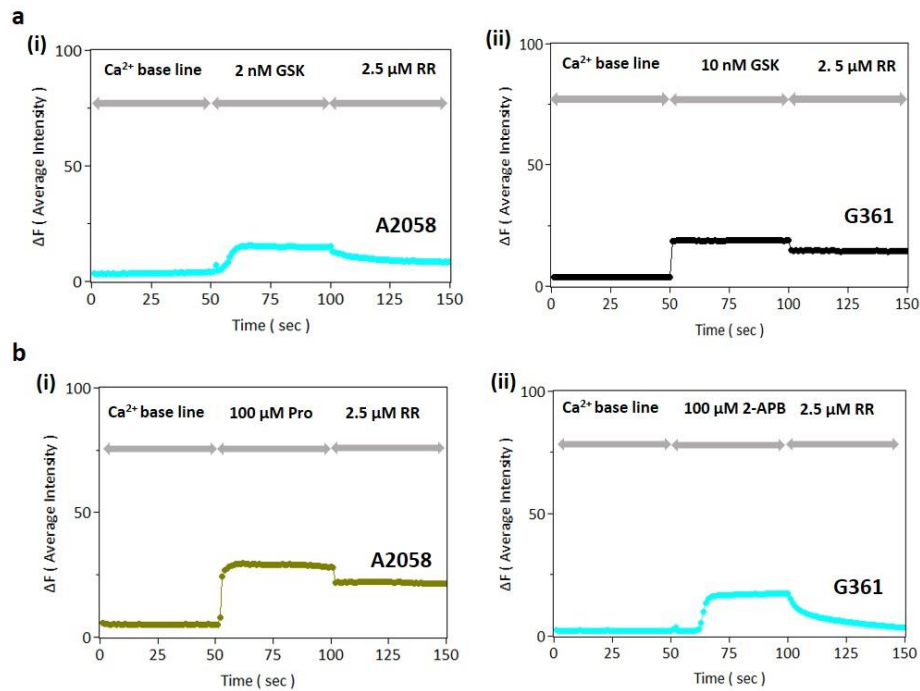 a
(i)
100
50
0
ΔF ( Average Intensity )
Ca²⁺ base line 2 nM GSK 2.5 µM RR
A2058
0 25 50 75 100 125 150
Time ( sec )
(ii)
100
50
0
ΔF ( Average Intensity )
Ca²⁺ base line 10 nM GSK 2. 5 µM RR
G361
0 25 50 75 100 125 150
Time ( sec )
b
(i)
100
50
0
ΔF ( Average Intensity )
Ca²⁺ base line 100 µM Pro 2.5 µM RR
A2058
0 25 50 75 100 125 150
Time ( sec )
(ii)
100
50
0
ΔF ( Average Intensity )
Ca²⁺ base line 100 µM 2-APB 2.5 µM RR
G361
0 25 50 75 100 125 150
Time ( sec )